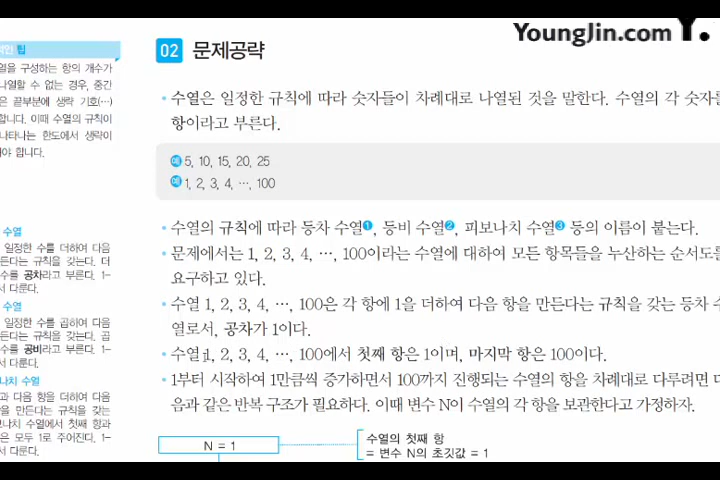 YoungJin.com Y.
팁
열을 구성하는 항의 개수가
나열할 수 없는 경우, 중간
은 끝부분에 생략 기호(…)
합니다. 이때 수열의 규칙이
나타나는 한도에서 생략이
야 합니다.
02 문제공략
• 수열은 일정한 규칙에 따라 숫자들이 차례대로 나열된 것을 말한다. 수열의 각 숫자를
항이라고 부른다.
예 5, 10, 15, 20, 25
예 1, 2, 3, 4, …, 100
• 수열의 규칙에 따라 등차 수열❶, 등비 수열❷, 피보나치 수열❸ 등의 이름이 붙는다.
• 문제에서는 1, 2, 3, 4, …, 100이라는 수열에 대하여 모든 항목들을 누산하는 순서도를
요구하고 있다.
• 수열 1, 2, 3, 4, …, 100은 각 항에 1을 더하여 다음 항을 만든다는 규칙을 갖는 등차 수
열로서, 공차가 1이다.
• 수열 1, 2, 3, 4, …, 100에서 첫째 항은 1이며, 마지막 항은 100이다.
• 1부터 시작하여 1만큼씩 증가하면서 100까지 진행되는 수열의 항을 차례대로 다루려면 다
음과 같은 반복 구조가 필요하다. 이때 변수 N이 수열의 각 항을 보관한다고 가정하자.
수열
일정한 수를 더하여 다음
든다는 규칙을 갖는다. 더
수를 공차라고 부른다. 1-
서 다룬다.
수열
일정한 수를 곱하여 다음
든다는 규칙을 갖는다. 곱
수를 공비라고 부른다. 1-
서 다룬다.
나치 수열
과 다음 항을 더하여 다음
을 만든다는 규칙을 갖는
보나치 수열에서 첫째 항과
은 모두 1로 주어진다. 1-
서 다룬다.
N = 1
수열의 첫째 항
= 변수 N의 초깃값 = 1